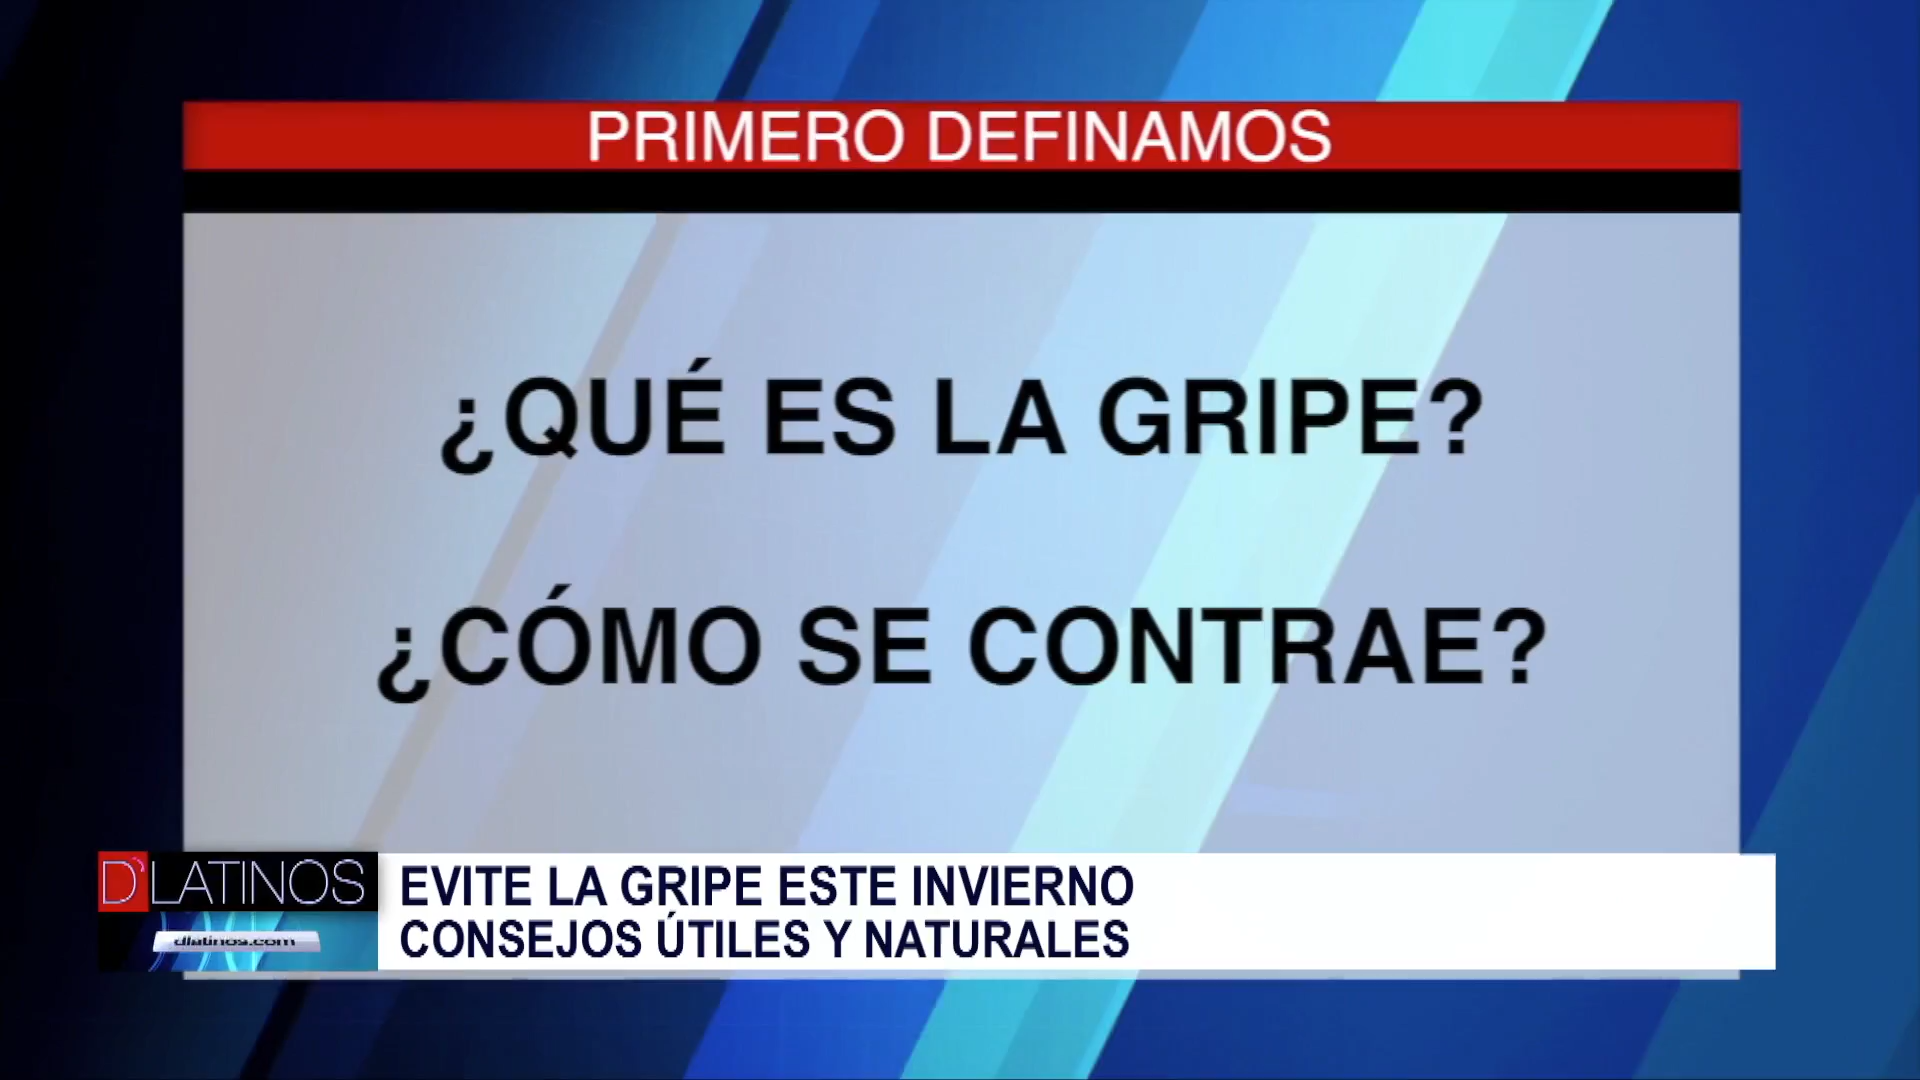 PRIMERO DEFINAMOS
¿QUÉ ES LA GRIPE?
¿CÓMO SE CONTRAE?
D'LATINOS
dlatinos.com
EVITE LA GRIPE ESTE INVIERNO
CONSEJOS ÚTILES Y NATURALES